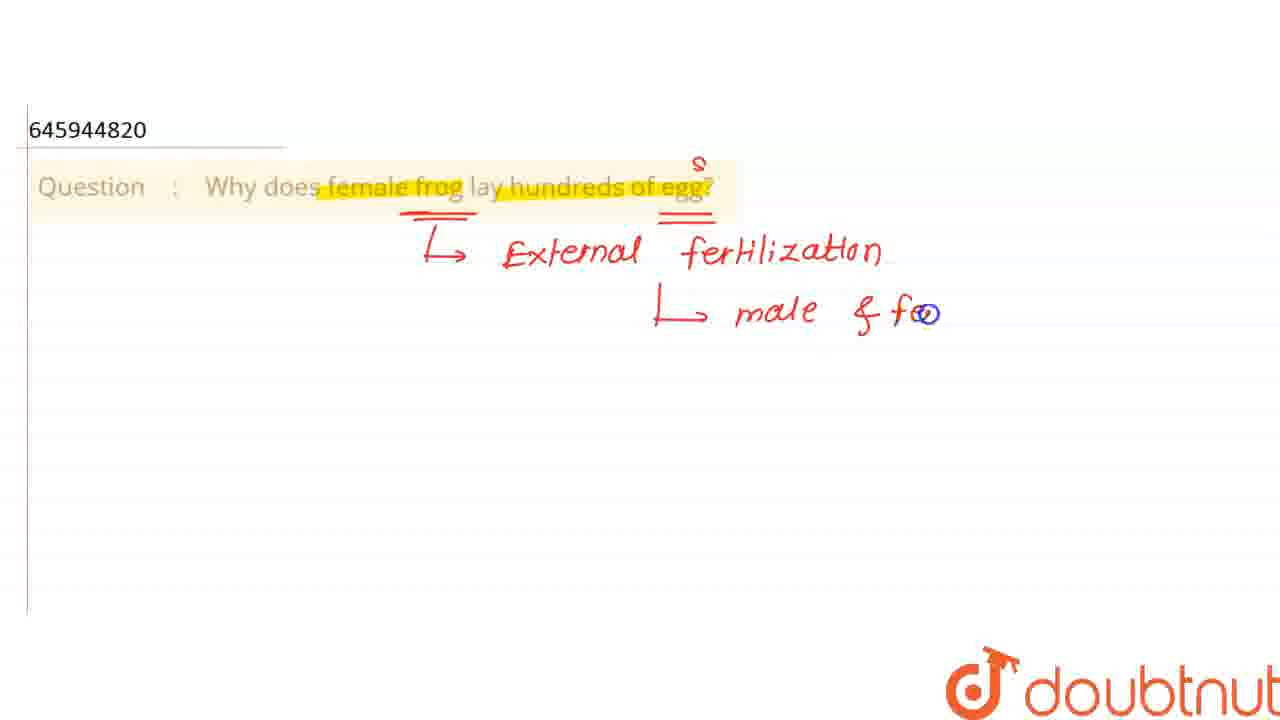 645944820
s
Question : Why does female frog lay hundreds of egg?
External fertilization
male & fe
doubtnut